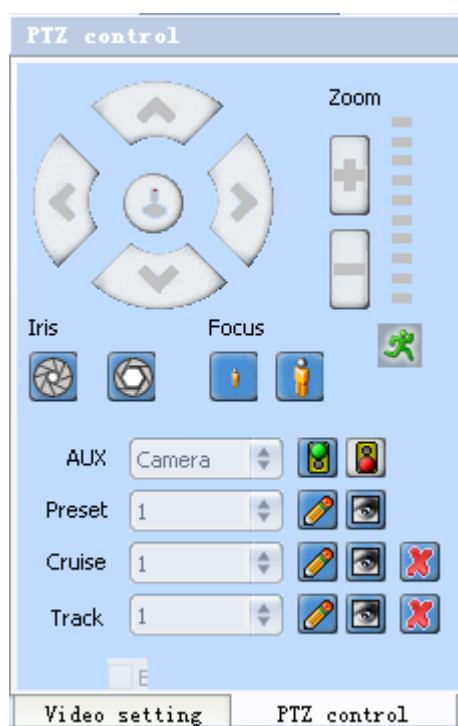 PTZ control
Zoom
Iris Focus
AUX Camera
Preset 1
Cruise 1
Track 1
Video setting PTZ control